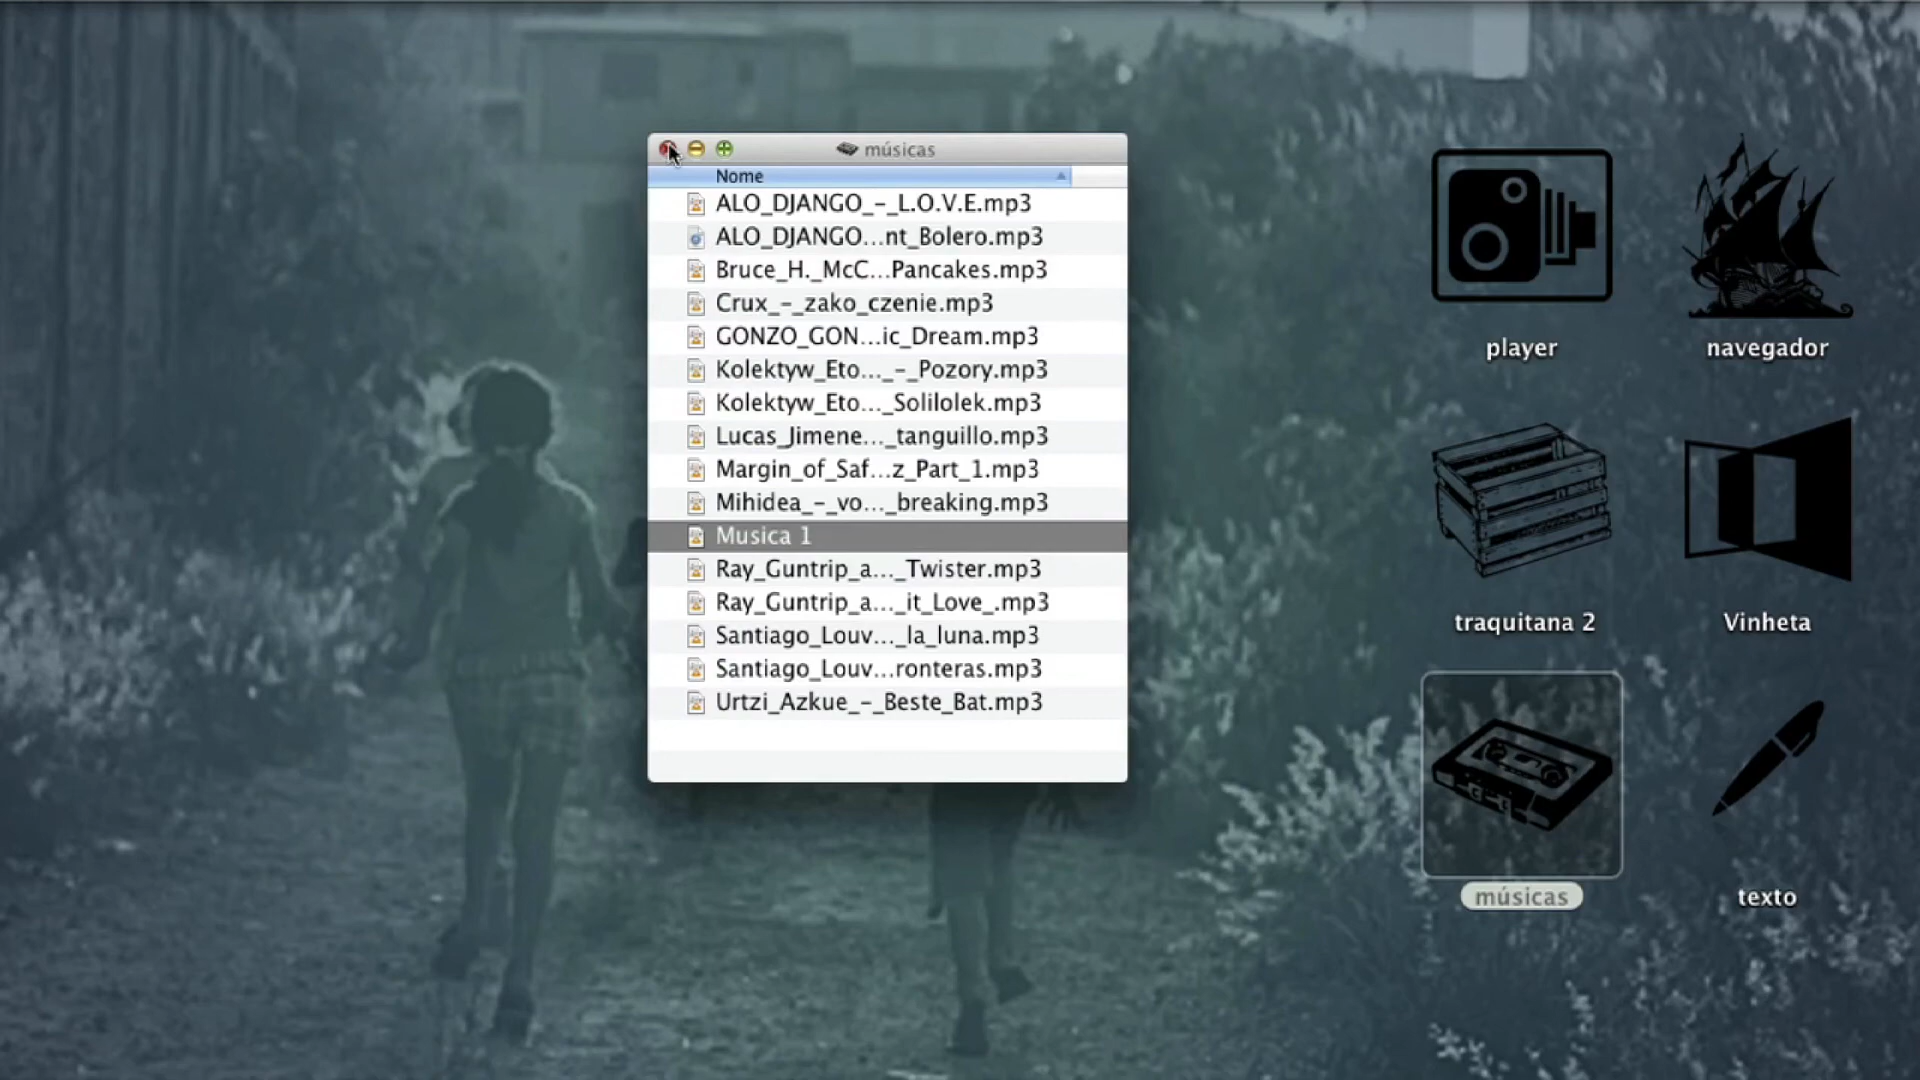 músicas
Nome
ALO_DJANGO_-_L.O.V.E.mp3
ALO_DJANGO...nt_Bolero.mp3
Bruce_H._McC...Pancakes.mp3
Crux_-_zako_czenie.mp3
GONZO_GON...ic_Dream.mp3
Kolektyw_Eto..._-_Pozory.mp3
Kolektyw_Eto..._Solilolek.mp3
Lucas_Jimene..._tanguillo.mp3
Margin_of_Saf...z_Part_1.mp3
Mihidea_-_vo..._breaking.mp3
Musica 1
Ray_Guntrip_a..._Twister.mp3
Ray_Guntrip_a..._it_Love_.mp3
Santiago_Louv..._la_luna.mp3
Santiago_Louv...ronteras.mp3
Urtzi_Azkue_-_Beste_Bat.mp3
player
navegador
traquitana 2
Vinheta
músicas
texto